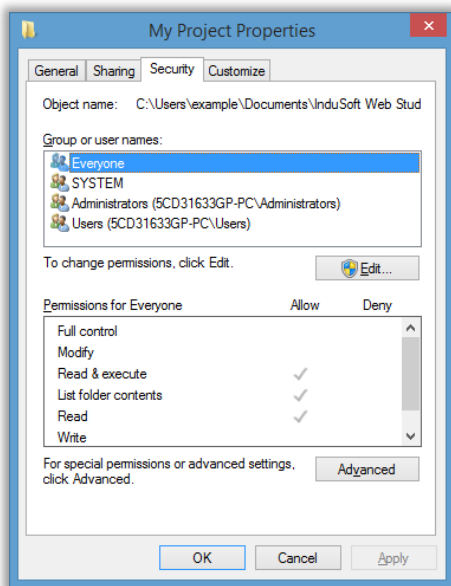 My Project Properties
General Sharing Security Customize
Object name: C:\Users\example\Documents\InduSoft Web Stud
Group or user names:
Everyone
SYSTEM
Administrators (5CD31633GP-PC\Administrators)
Users (5CD31633GP-PC\Users)
To change permissions, click Edit.
Edit...
Permissions for Everyone Allow Deny
Full control
Modify
Read & execute
List folder contents
Read
Write
For special permissions or advanced settings,
click Advanced.
Advanced
OK Cancel Apply